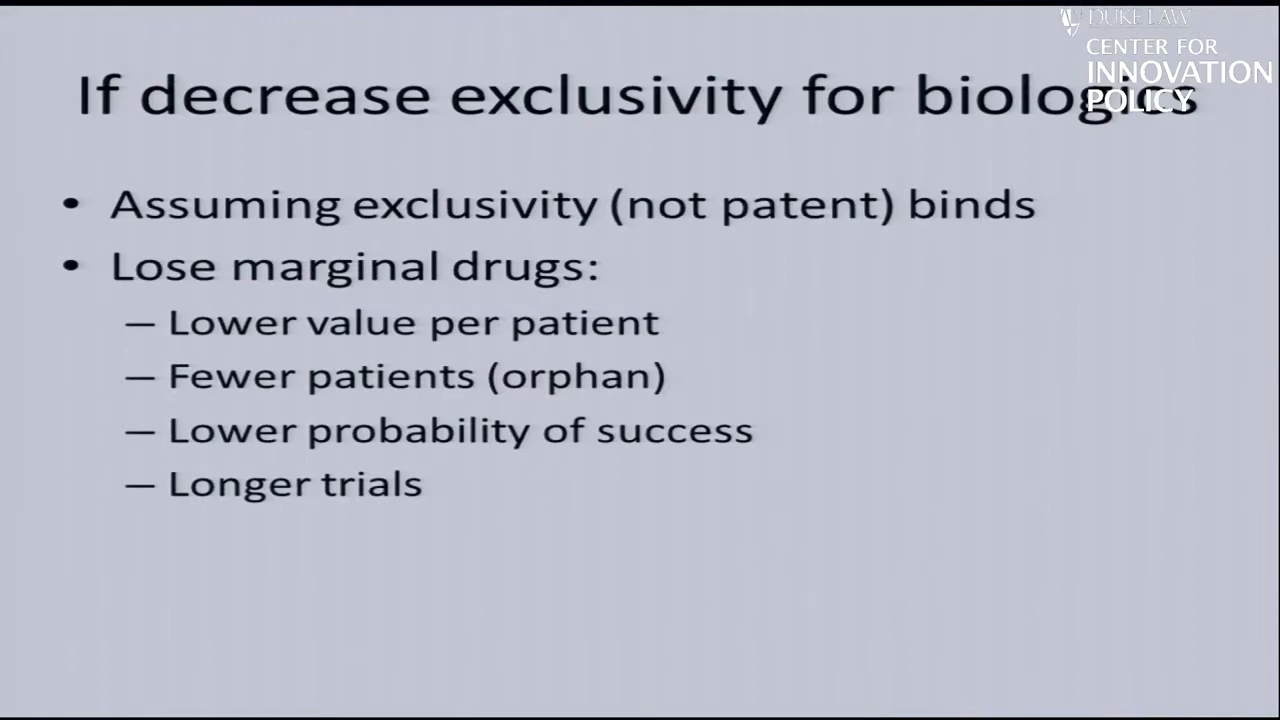 DUKE LAW
CENTER FOR
INNOVATION
POLICY
If decrease exclusivity for biologics
• Assuming exclusivity (not patent) binds
• Lose marginal drugs:
– Lower value per patient
– Fewer patients (orphan)
– Lower probability of success
– Longer trials